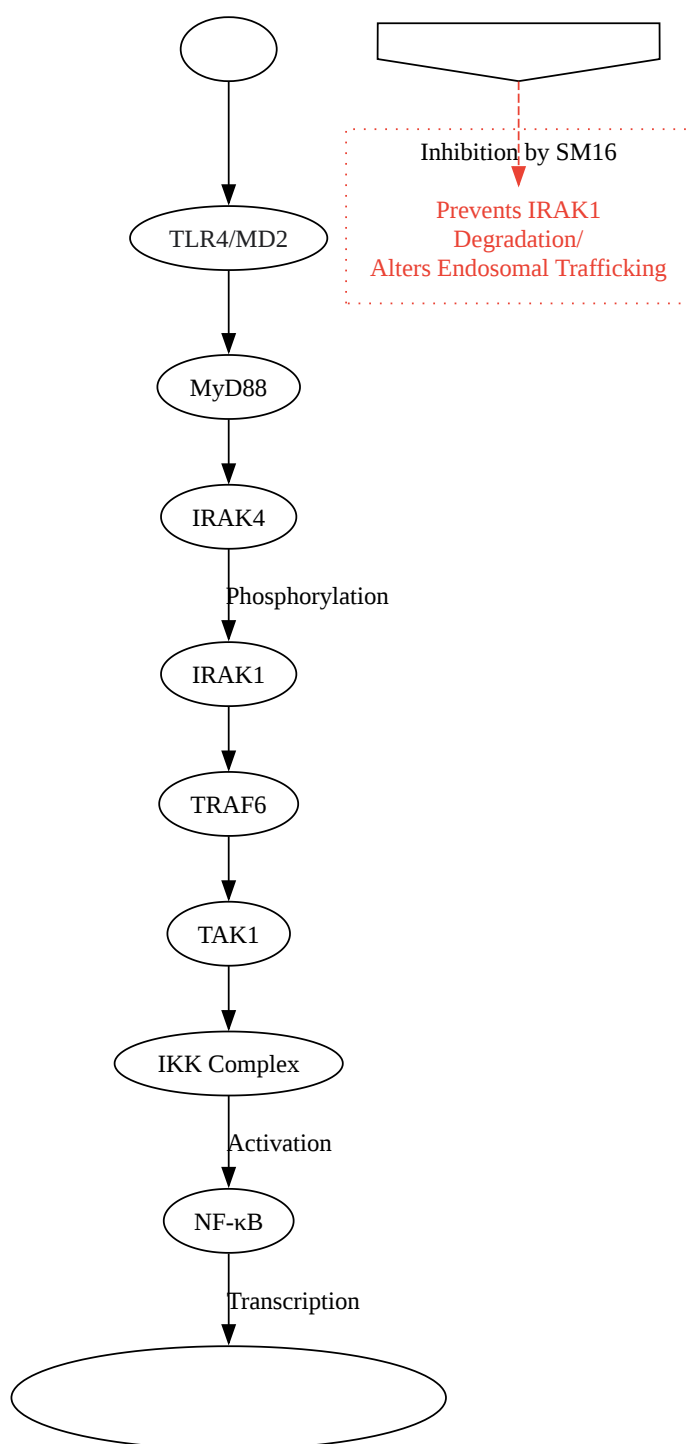 Inhibition by SM16
Prevents IRAK1
Degradation/
Alters Endosomal Trafficking
TLR4/MD2
MyD88
IRAK4
Phosphorylation
IRAK1
TRAF6
TAK1
IKK Complex
Activation
NF-κB
Transcription